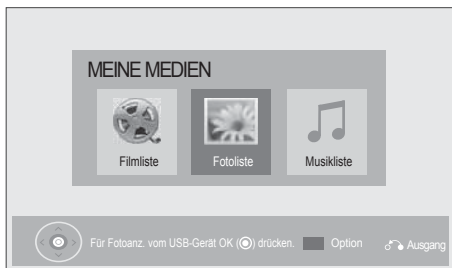 MEINE MEDIEN
Filmliste
Fotoliste
Musikliste
Für Fotoanz. vom USB-Gerät OK (◉) drücken. Option Ausgang